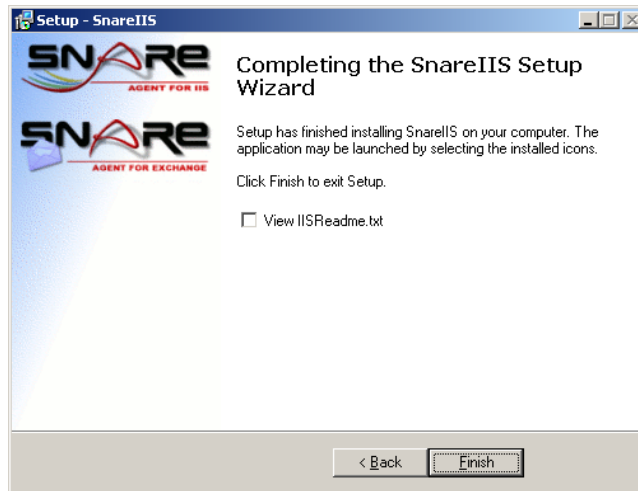 Setup - SnareIIS
SNARE
AGENT FOR IIS
SNARE
AGENT FOR EXCHANGE
Completing the SnareIIS Setup
Wizard
Setup has finished installing SnareIIS on your computer. The
application may be launched by selecting the installed icons.
Click Finish to exit Setup.
View IISReadme.txt
< Back
Finish